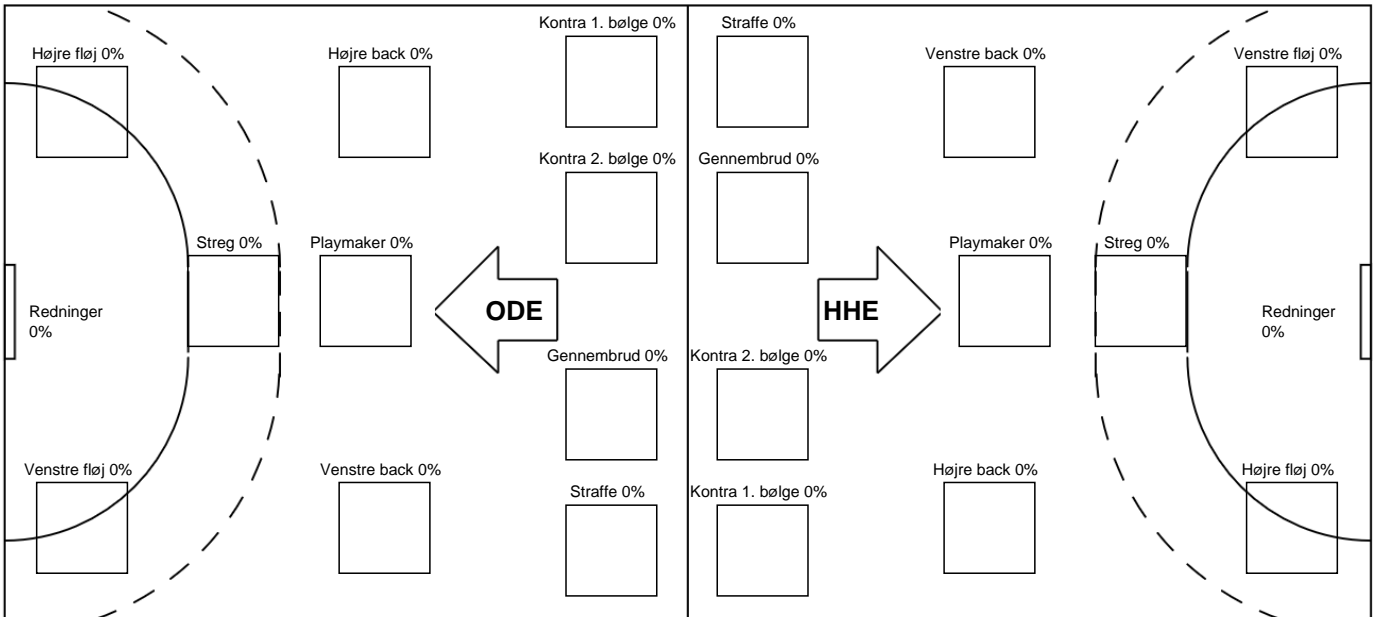 Kontra 1. bølge 0%
Straffe 0%
Højre fløj 0%
Højre back 0%
Venstre back 0%
Venstre fløj 0%
Kontra 2. bølge 0%
Gennembrud 0%
Streg 0%
Playmaker 0%
Playmaker 0%
Streg 0%
Redninger
0%
ODE
HHE
Redninger
0%
Gennembrud 0%
Kontra 2. bølge 0%
Venstre fløj 0%
Venstre back 0%
Højre back 0%
Højre fløj 0%
Straffe 0%
Kontra 1. bølge 0%